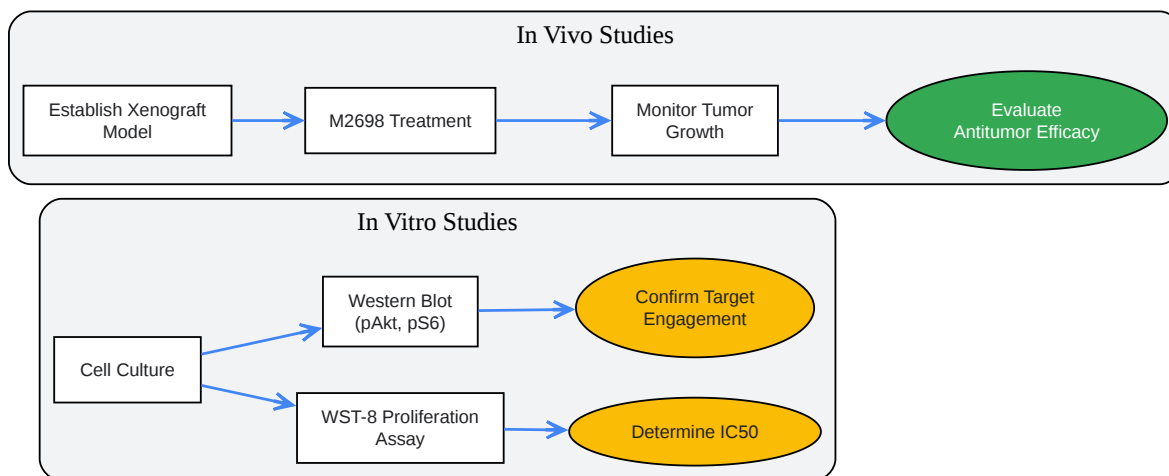 In Vivo Studies
Establish Xenograft
Model
M2698 Treatment
Monitor Tumor
Growth
Evaluate
Antitumor Efficacy
In Vitro Studies
Cell Culture
Western Blot
(pAkt, pS6)
Confirm Target
Engagement
WST-8 Proliferation
Assay
Determine IC50